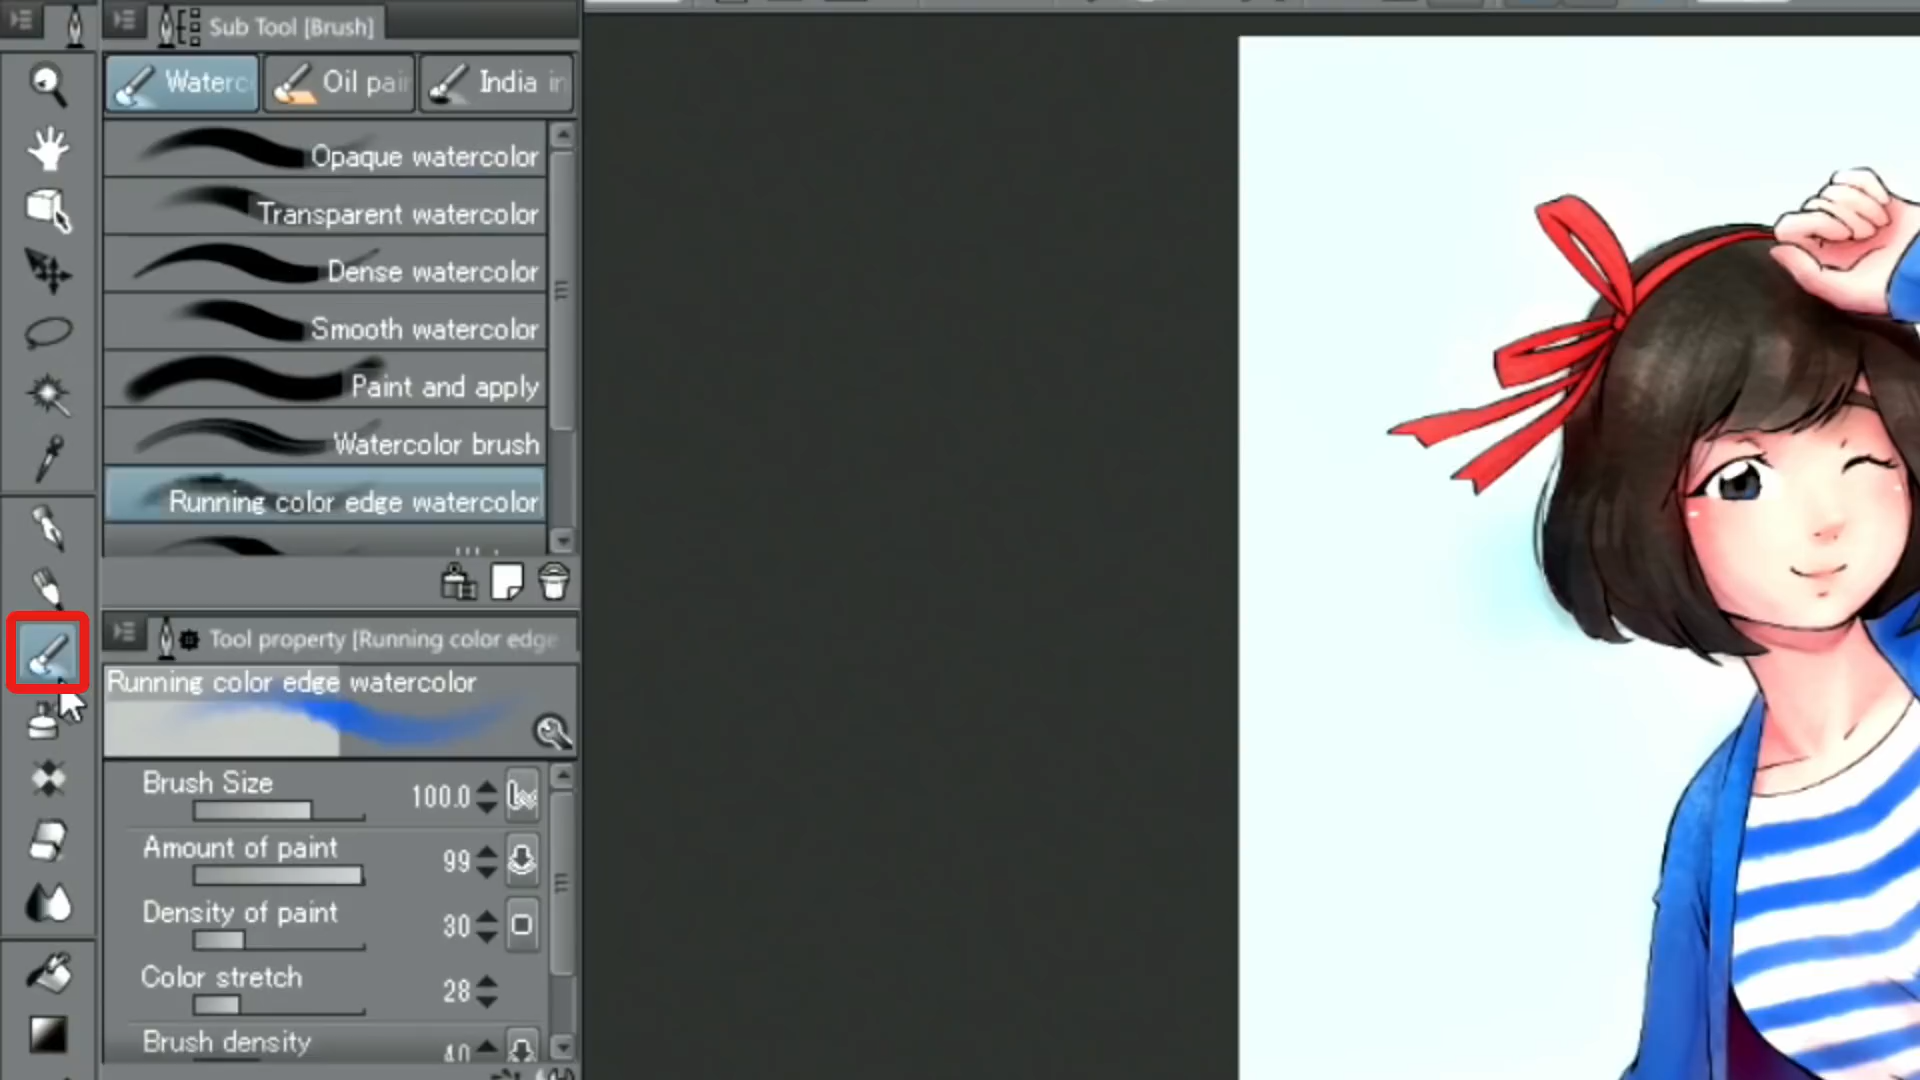 Sub Tool [Brush]
Waterc
Oil pai
India in
Opaque watercolor
Transparent watercolor
Dense watercolor
Smooth watercolor
Paint and apply
Watercolor brush
Running color edge watercolor
Tool property [Running color edge
Running color edge watercolor
Brush Size 100.0
Amount of paint 99
Density of paint 30
Color stretch 28
Brush density 40